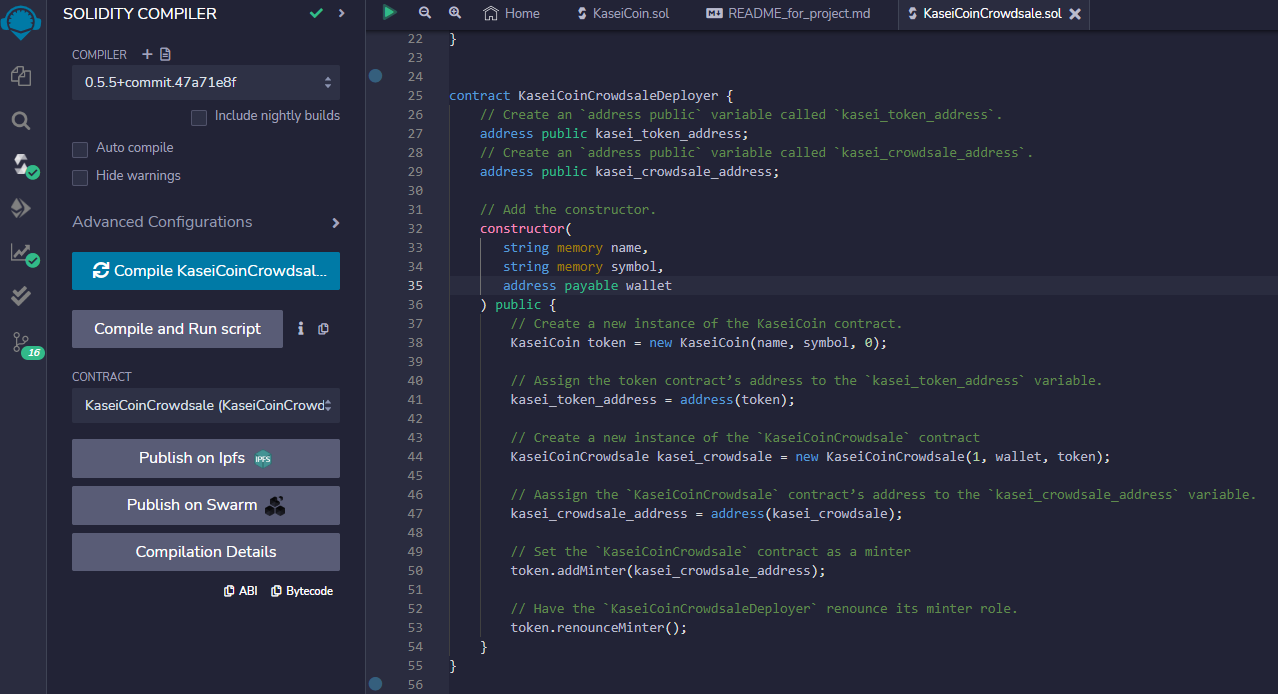 SOLIDITY COMPILER
COMPILER
0.5.5+commit.47a71e8f
Include nightly builds
Auto compile
Hide warnings
Advanced Configurations
Compile KaseiCoinCrowdsal...
Compile and Run script
16
CONTRACT
KaseiCoinCrowdsale (KaseiCoinCrowd
Publish on Ipfs IPFS
Publish on Swarm
Compilation Details
ABI Bytecode
Home KaseiCoin.sol README_for_project.md KaseiCoinCrowdsale.sol
22 }
23
24
25 contract KaseiCoinCrowdsaleDeployer {
26 // Create an `address public` variable called `kasei_token_address`.
27 address public kasei_token_address;
28 // Create an `address public` variable called `kasei_crowdsale_address`.
29 address public kasei_crowdsale_address;
30
31 // Add the constructor.
32 constructor(
33 string memory name,
34 string memory symbol,
35 address payable wallet
36 ) public {
37 // Create a new instance of the KaseiCoin contract.
38 KaseiCoin token = new KaseiCoin(name, symbol, 0);
39
40 // Assign the token contract’s address to the `kasei_token_address` variable.
41 kasei_token_address = address(token);
42
43 // Create a new instance of the `KaseiCoinCrowdsale` contract
44 KaseiCoinCrowdsale kasei_crowdsale = new KaseiCoinCrowdsale(1, wallet, token);
45
46 // Aassign the `KaseiCoinCrowdsale` contract’s address to the `kasei_crowdsale_address` variable.
47 kasei_crowdsale_address = address(kasei_crowdsale);
48
49 // Set the `KaseiCoinCrowdsale` contract as a minter
50 token.addMinter(kasei_crowdsale_address);
51
52 // Have the `KaseiCoinCrowdsaleDeployer` renounce its minter role.
53 token.renounceMinter();
54 }
55 }
56